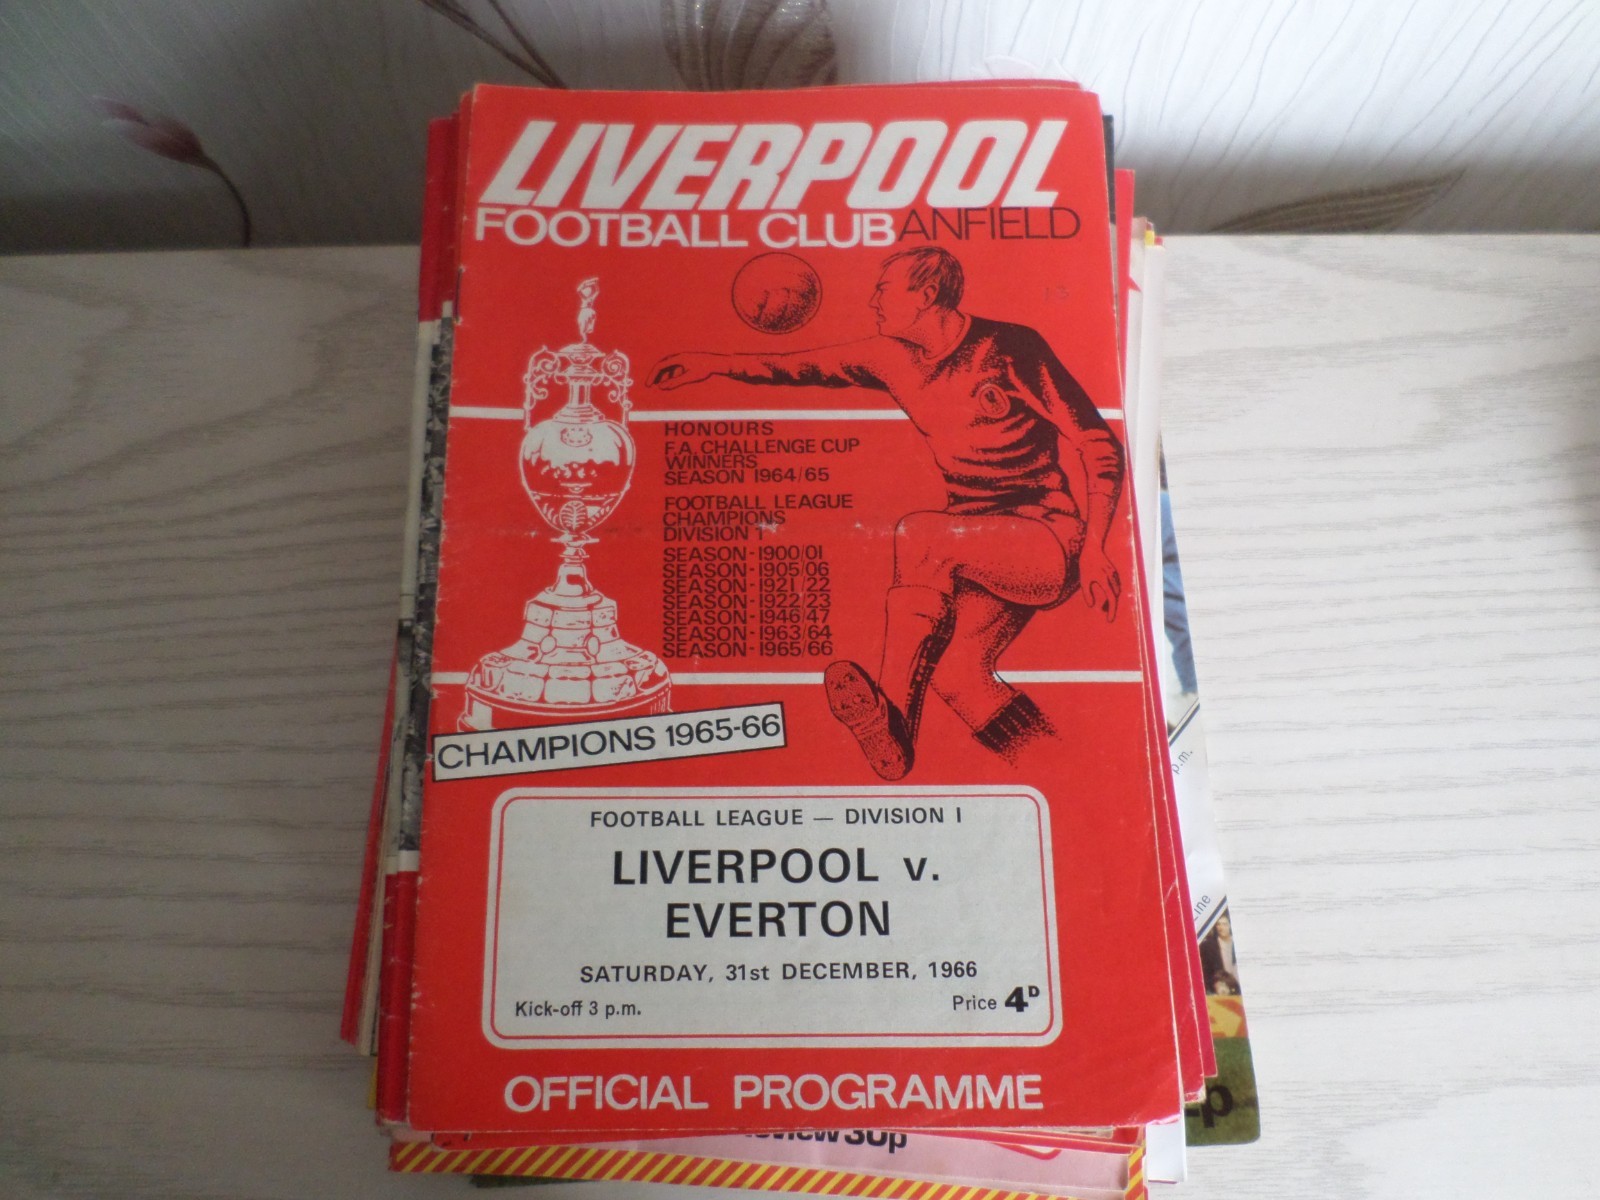 LIVERPOOL
FOOTBALL CLUB ANFIELD
13
HONOURS
F.A. CHALLENGE CUP
WINNERS
SEASON 1964/65
FOOTBALL LEAGUE
CHAMPIONS
DIVISION 1
SEASON-1900/01
SEASON-1905/06
SEASON-1921/22
SEASON-1922/23
SEASON-1946/47
SEASON-1963/64
SEASON-1965/66
CHAMPIONS 1965-66
FOOTBALL LEAGUE — DIVISION I
LIVERPOOL v.
EVERTON
SATURDAY, 31st DECEMBER, 1966
Kick-off 3 p.m. Price 4D
OFFICIAL PROGRAMME
p.m.